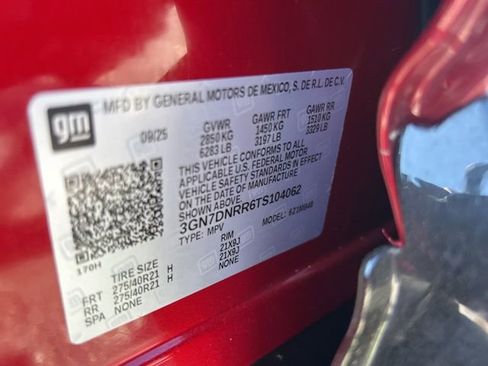 MFD BY GENERAL MOTORS DE MEXICO, S. DE R.L. DE C.V.
gm
09/25 GVWR GAWR FRT GAWR RR
2850 KG 1450 KG 1510 KG
6283 LB 3197 LB 3329 LB
THIS VEHICLE CONFORMS TO ALL
APPLICABLE U.S. FEDERAL MOTOR
VEHICLE SAFETY STANDARDS IN EFFECT
ON THE DATE OF MANUFACTURE
SHOWN ABOVE.
3GN7DNRR6TS104062
TYPE: MPV MODEL: 621MB48
170H
TIRE SIZE RIM
FRT 275/40R21 H 21X9J
RR 275/40R21 H 21X9J
SPA NONE NONE